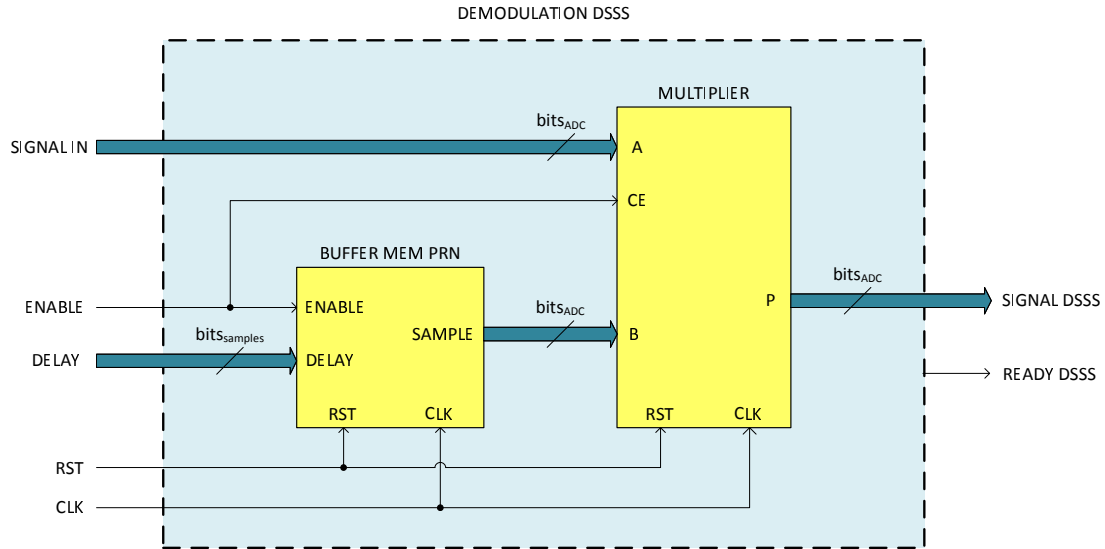 DEMODULATION DSSS
MULTIPLIER
bitsADC
SIGNAL IN
A
CE
BUFFER MEM PRN
bitsADC
P
SIGNAL DSSS
ENABLE
ENABLE
bitsADC
bitssamples
SAMPLE
B
DELAY
DELAY
READY DSSS
RST
CLK
RST
CLK
RST
CLK